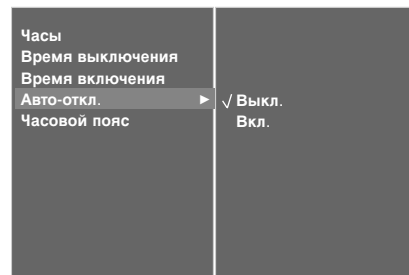 Часы
Время выключения
Время включения
Авто-откл. ► √ Выкл.
Часовой пояс Вкл.